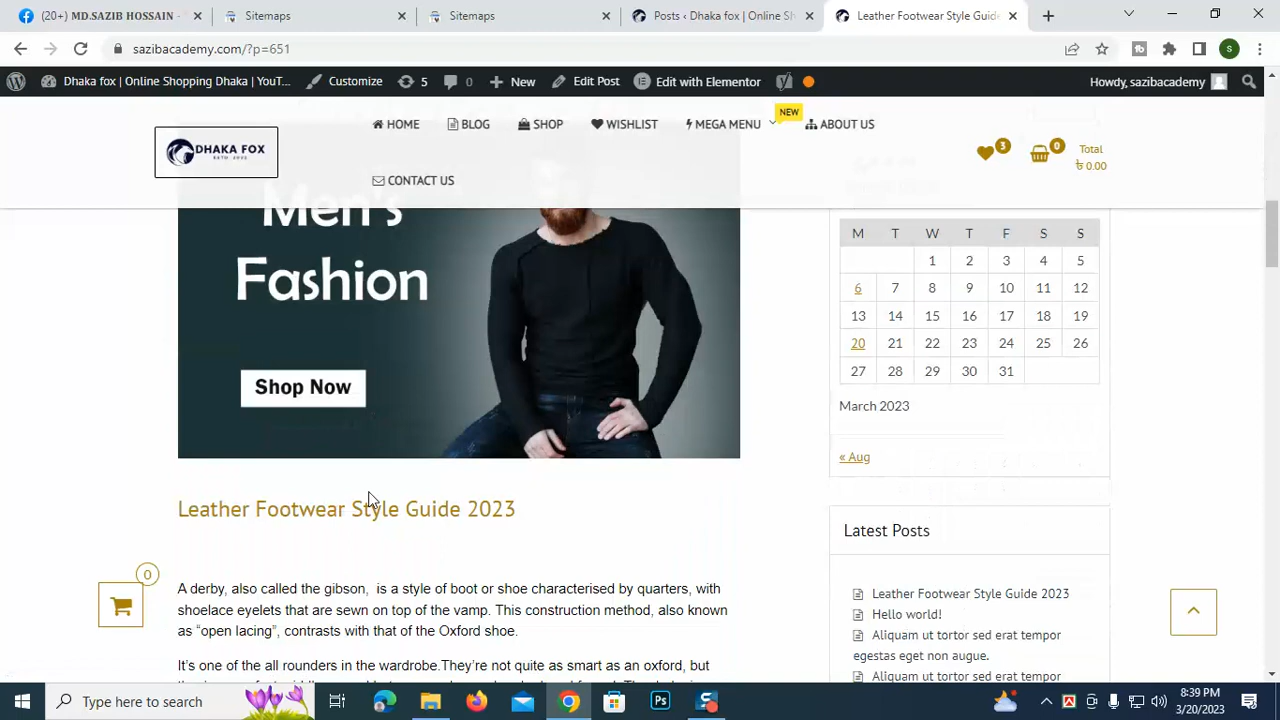 (20+) MD.SAZIB HOSSAIN -
Sitemaps
Sitemaps
Posts ‹ Dhaka fox | Online Sh
Leather Footwear Style Guide
sazibacademy.com/?p=651
S
Dhaka fox | Online Shopping Dhaka | YouT...
Customize
5
0
New
Edit Post
Edit with Elementor
Howdy, sazibacademy
DHAKA FOX
HOME
BLOG
SHOP
WISHLIST
MEGA MENU
NEW
ABOUT US
CONTACT US
3
0
Total
৳ 0.00
Men's
Fashion
Shop Now
M T W T F S S
1 2 3 4 5
6 7 8 9 10 11 12
13 14 15 16 17 18 19
20 21 22 23 24 25 26
27 28 29 30 31
March 2023
« Aug
Leather Footwear Style Guide 2023
A derby, also called the gibson,  is a style of boot or shoe characterised by quarters, with
shoelace eyelets that are sewn on top of the vamp. This construction method, also known
as “open lacing”, contrasts with that of the Oxford shoe.
It’s one of the all rounders in the wardrobe.They’re not quite as smart as an oxford, but
0
Latest Posts
Leather Footwear Style Guide 2023
Hello world!
Aliquam ut tortor sed erat tempor
egestas eget non augue.
Aliquam ut tortor sed erat tempor
Type here to search
Ps
8:39 PM
3/20/2023